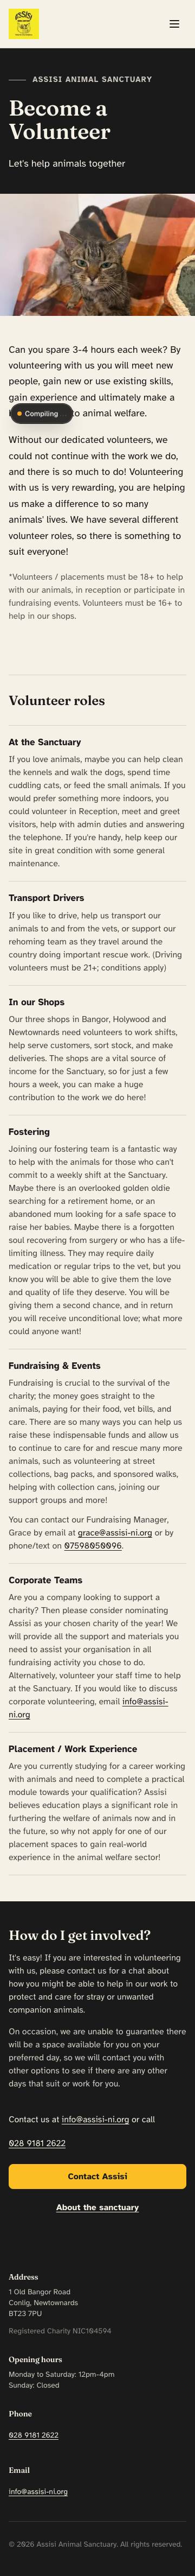 ASSISI
ASSISI ANIMAL SANCTUARY
Become a
Volunteer
Let's help animals together
Can you spare 3-4 hours each week? By
volunteering with us you will meet new
people, gain new or use existing skills,
gain experience and ultimately make a
Compiling
to animal welfare.
Without our dedicated volunteers, we
could not continue with the work we do,
and there is so much to do! Volunteering
with us is very rewarding, you are helping
us make a difference to so many
animals' lives. We have several different
volunteer roles, so there is something to
suit everyone!
*Volunteers / placements must be 18+ to help
with our animals, in reception or participate in
fundraising events. Volunteers must be 16+ to
help in our shops.
Volunteer roles
At the Sanctuary
If you love animals, maybe you can help clean
the kennels and walk the dogs, spend time
cuddling cats, or feed the small animals. If you
would prefer something more indoors, you
could volunteer in Reception, meet and greet
visitors, help with admin duties and answering
the telephone. If you're handy, help keep our
site in great condition with some general
maintenance.
Transport Drivers
If you like to drive, help us transport our
animals to and from the vets, or support our
rehoming team as they travel around the
country doing important rescue work. (Driving
volunteers must be 21+; conditions apply)
In our Shops
Our three shops in Bangor, Holywood and
Newtownards need volunteers to work shifts,
help serve customers, sort stock, and make
deliveries. The shops are a vital source of
income for the Sanctuary, so for just a few
hours a week, you can make a huge
contribution to the work we do here!
Fostering
Joining our fostering team is a fantastic way
to help with the animals for those who can't
commit to a weekly shift at the Sanctuary.
Maybe there is an overlooked golden oldie
searching for a retirement home, or an
abandoned mum looking for a safe space to
raise her babies. Maybe there is a forgotten
soul recovering from surgery or who has a life-
limiting illness. They may require daily
medication or regular trips to the vet, but you
know you will be able to give them the love
and quality of life they deserve. You will be
giving them a second chance, and in return
you will receive unconditional love; what more
could anyone want!
Fundraising & Events
Fundraising is crucial to the survival of the
charity; the money goes straight to the
animals, paying for their food, vet bills, and
care. There are so many ways you can help us
raise these indispensable funds and allow us
to continue to care for and rescue many more
animals, such as volunteering at street
collections, bag packs, and sponsored walks,
helping with collection cans, joining our
support groups and more!
You can contact our Fundraising Manager,
Grace by email at grace@assisi-ni.org or by
phone/text on 07598050096.
Corporate Teams
Are you a company looking to support a
charity? Then please consider nominating
Assisi as your chosen charity of the year! We
will provide all the support and materials you
need to assist your organisation in all
fundraising activity you chose to do.
Alternatively, volunteer your staff time to help
at the Sanctuary. If you would like to discuss
corporate volunteering, email info@assisi-
ni.org
Placement / Work Experience
Are you currently studying for a career working
with animals and need to complete a practical
module towards your qualification? Assisi
believes education plays a significant role in
furthering the welfare of animals now and in
the future, so why not apply for one of our
placement spaces to gain real-world
experience in the animal welfare sector!
How do I get involved?
It's easy! If you are interested in volunteering
with us, please contact us for a chat about
how you might be able to help in our work to
protect and care for stray or unwanted
companion animals.
On occasion, we are unable to guarantee there
will be a space available for you on your
preferred day, so we will contact you with
other options to see if there are any other
days that suit or work for you.
Contact us at info@assisi-ni.org or call
028 9181 2622
Contact Assisi
About the sanctuary
Address
1 Old Bangor Road
Conlig, Newtownards
BT23 7PU
Registered Charity NIC104594
Opening hours
Monday to Saturday: 12pm-4pm
Sunday: Closed
Phone
028 9181 2622
Email
info@assisi-ni.org
© 2026 Assisi Animal Sanctuary. All rights reserved.